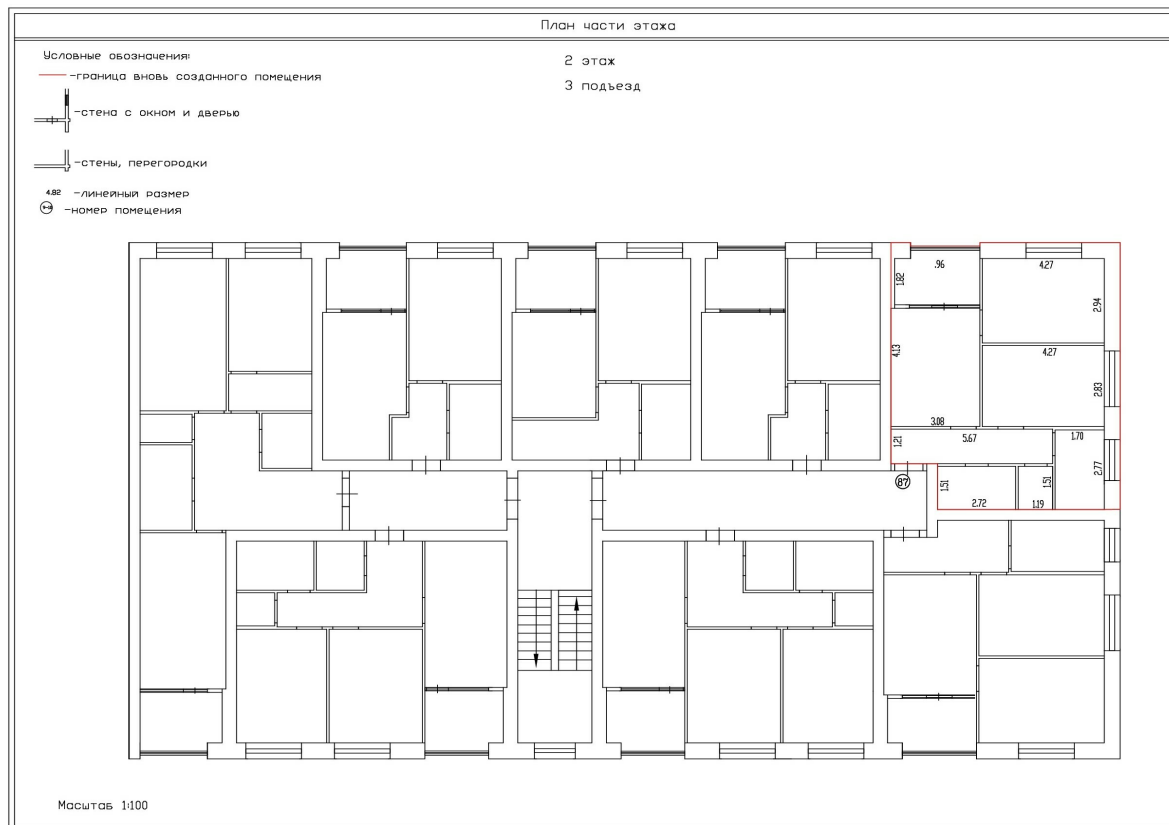 План части этажа
Условные обозначения:
-граница вновь созданного помещения
-стена с окном и дверью
-стены, перегородки
4.82 -линейный размер
-номер помещения
2 этаж
3 подъезд
.96
4.27
1.82
2.94
4.13
4.27
2.83
3.08
1.21
5.67
1.70
2.77
87
1.51
1.51
2.72
1.19
Масштаб 1:100